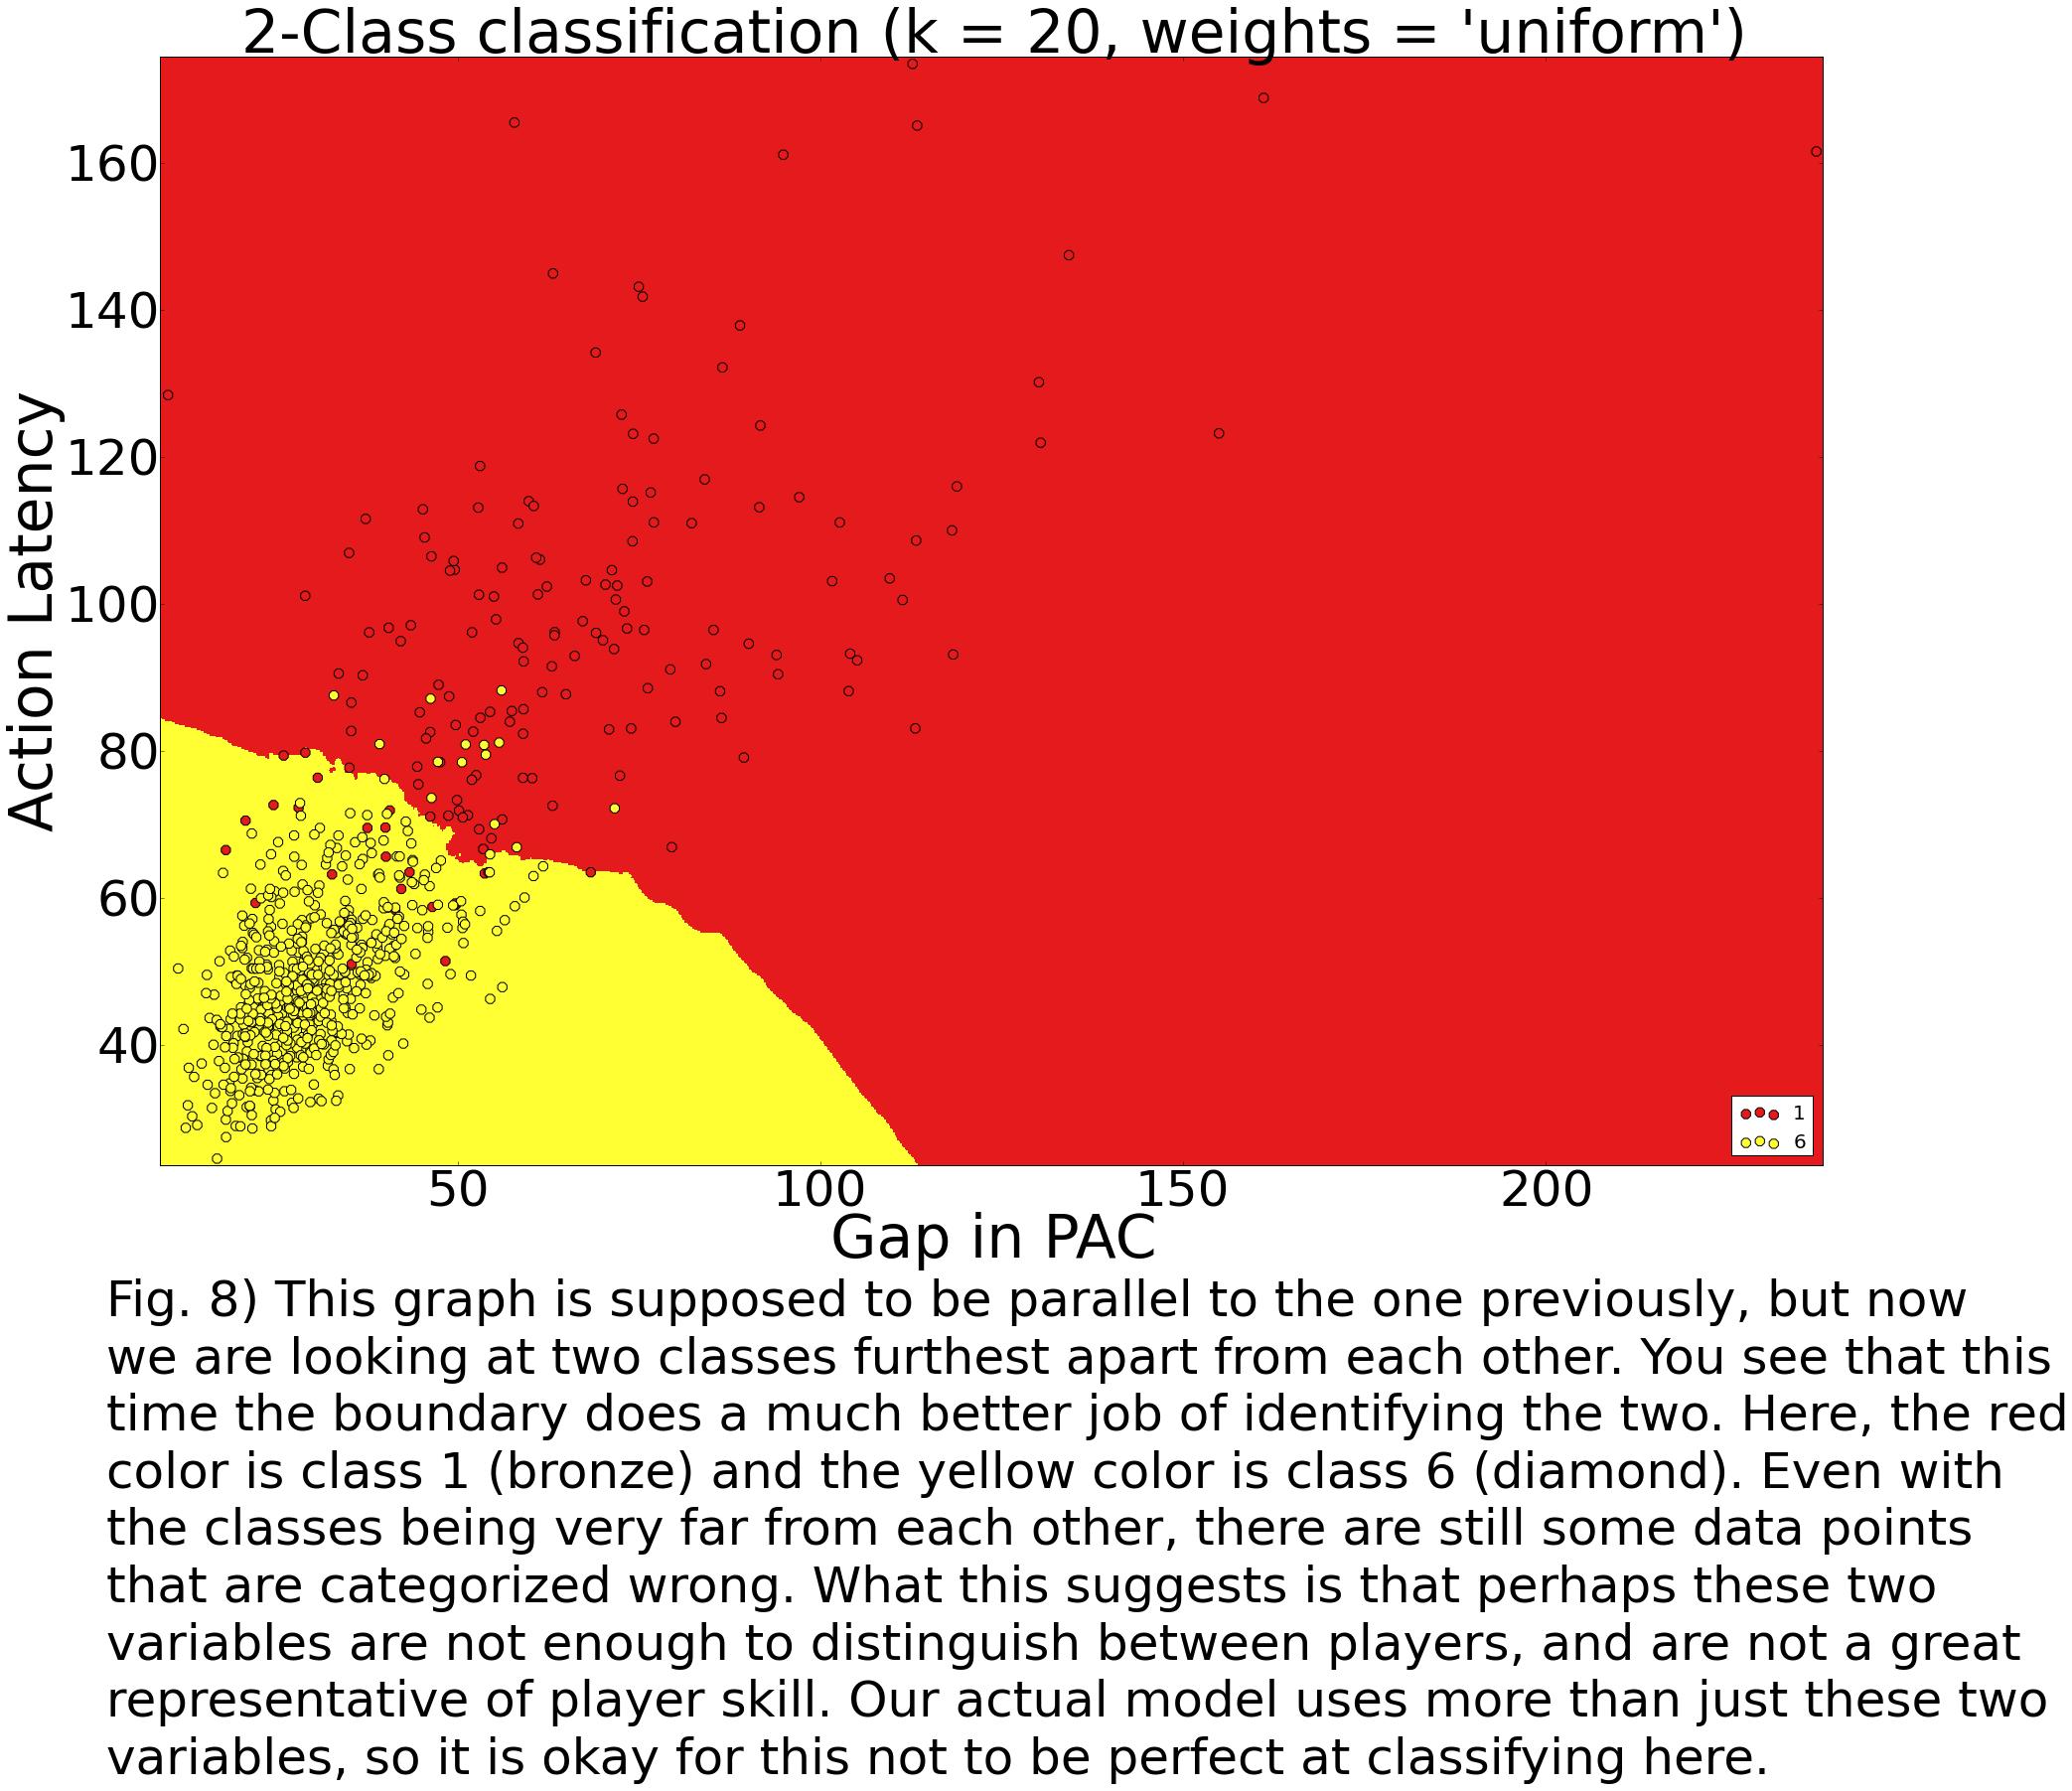 2-Class classification (k = 20, weights = 'uniform')
160
140
120
100
80
60
40
Action Latency
1
6
50 100 150 200
Gap in PAC
Fig. 8) This graph is supposed to be parallel to the one previously, but now
we are looking at two classes furthest apart from each other. You see that this
time the boundary does a much better job of identifying the two. Here, the red
color is class 1 (bronze) and the yellow color is class 6 (diamond). Even with
the classes being very far from each other, there are still some data points
that are categorized wrong. What this suggests is that perhaps these two
variables are not enough to distinguish between players, and are not a great
representative of player skill. Our actual model uses more than just these two
variables, so it is okay for this not to be perfect at classifying here.